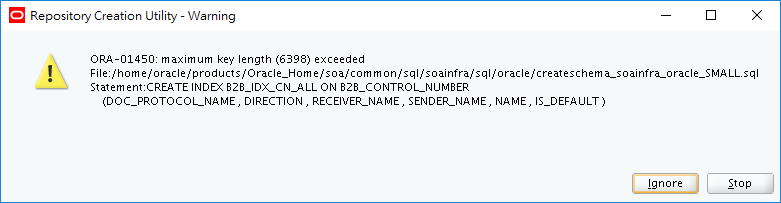 Repository Creation Utility - Warning
ORA-01450: maximum key length (6398) exceeded
File:/home/oracle/products/Oracle_Home/soa/common/sql/soainfra/sql/oracle/createschema_soainfra_oracle_SMALL.sql
Statement:CREATE INDEX B2B_IDX_CN_ALL ON B2B_CONTROL_NUMBER
(DOC_PROTOCOL_NAME , DIRECTION , RECEIVER_NAME , SENDER_NAME , NAME , IS_DEFAULT )
Ignore Stop